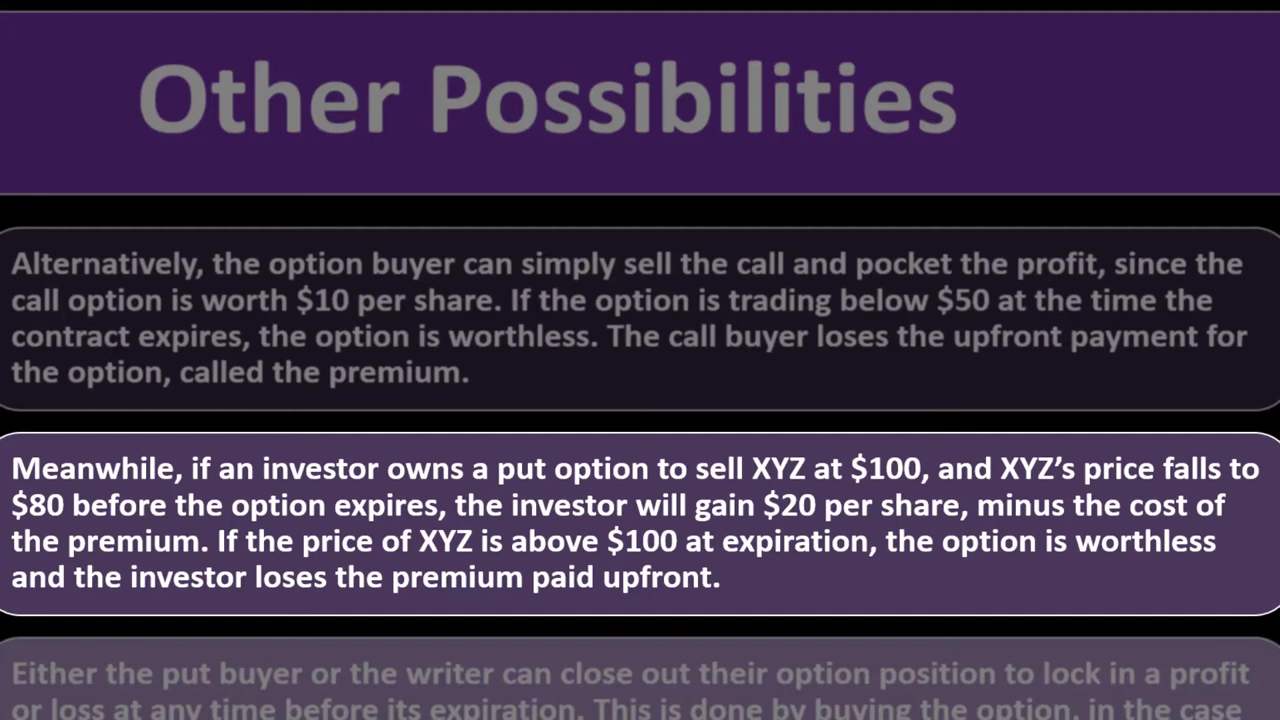 Other Possibilities
Alternatively, the option buyer can simply sell the call and pocket the profit, since the
call option is worth $10 per share. If the option is trading below $50 at the time the
contract expires, the option is worthless. The call buyer loses the upfront payment for
the option, called the premium.
Meanwhile, if an investor owns a put option to sell XYZ at $100, and XYZ’s price falls to
$80 before the option expires, the investor will gain $20 per share, minus the cost of
the premium. If the price of XYZ is above $100 at expiration, the option is worthless
and the investor loses the premium paid upfront.
Either the put buyer or the writer can close out their option position to lock in a profit
or loss at any time before its expiration. This is done by buying the option, in the case